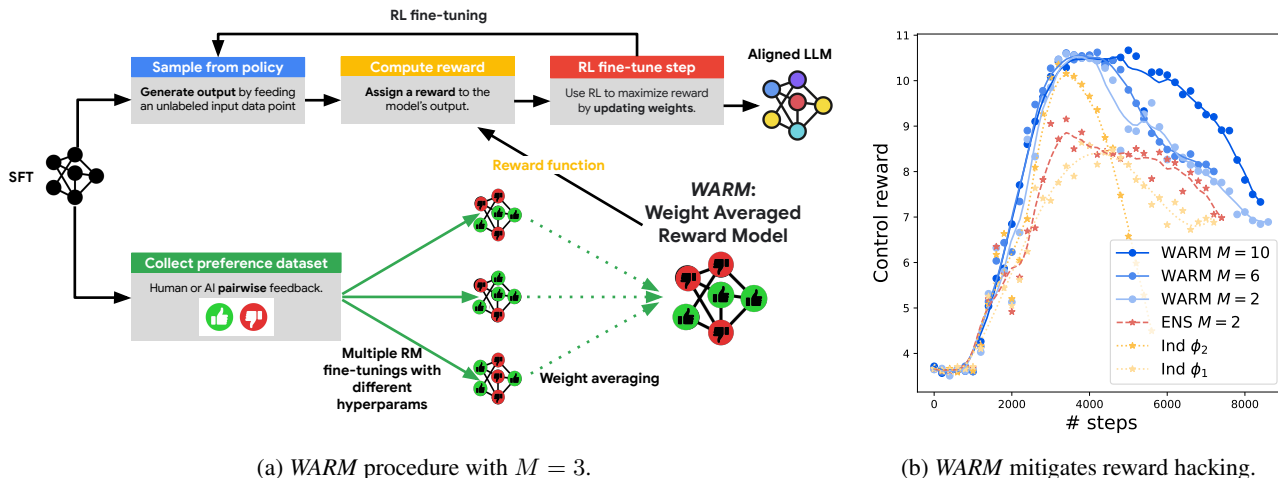 RL fine-tuning
Sample from policy
Generate output by feeding
an unlabeled input data point
Compute reward
Assign a reward to the
model's output.
RL fine-tune step
Use RL to maximize reward
by updating weights.
Aligned LLM
SFT
Reward function
WARM:
Weight Averaged
Reward Model
Collect preference dataset
Human or AI pairwise feedback.
Multiple RM
fine-tunings with
different
hyperparams
Weight averaging
(a) WARM procedure with M = 3.
Control reward
11
10
9
8
7
6
5
4
WARM M = 10
WARM M = 6
WARM M = 2
ENS M = 2
Ind ϕ2
Ind ϕ1
0
2000
4000
6000
8000
# steps
(b) WARM mitigates reward hacking.